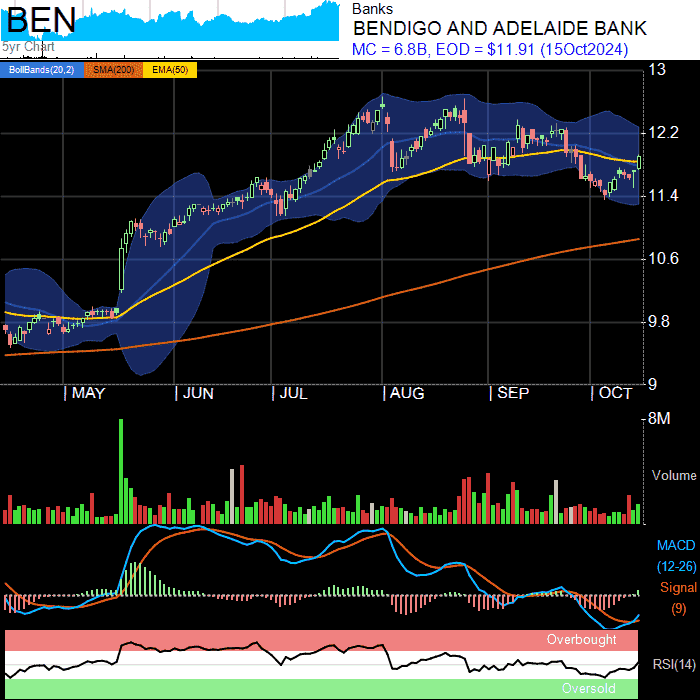 BEN
5yr Chart
Banks
BENDIGO AND ADELAIDE BANK
MC = 6.8B, EOD = $11.91 (15Oct2024)
BollBands(20,2) SMA(200) EMA(50)
13
12.2
11.4
10.6
9.8
9
MAY JUN JUL AUG SEP OCT
8M
Volume
MACD
(12-26)
Signal
(9)
Overbought
RSI(14)
Oversold